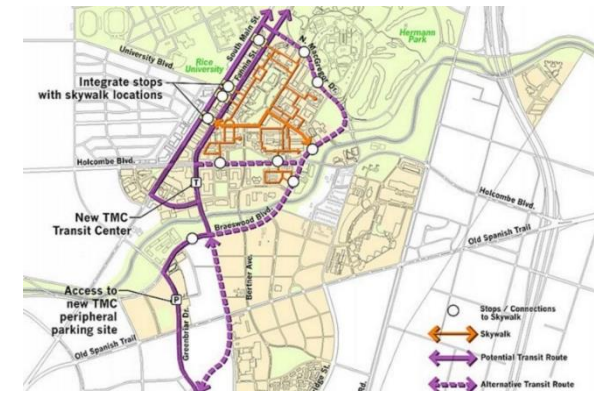 South Main St.
Fannin St.
N. MacGregor Dr.
Hermann
Park
University Blvd.
Rice
University
Integrate stops
with skywalk locations
Holcombe Blvd.
T
New TMC
Transit Center
Braeswood Blvd.
Holcombe Blvd.
Old Spanish Trail
Bertner Ave.
Access to
new TMC
peripheral
parking site
P
Greenbriar Dr.
Old Spanish Trail
Stops / Connections
to Skywalk
Skywalk
Potential Transit Route
Alternative Transit Route
St.
Rd.